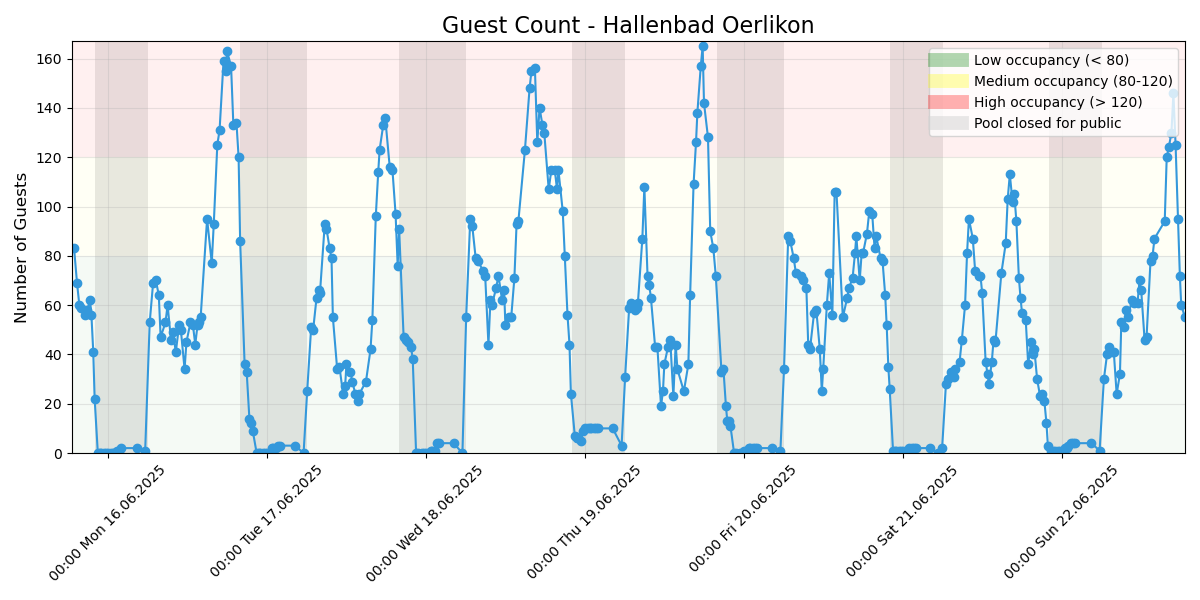 Guest Count - Hallenbad Oerlikon
Number of Guests
160
140
120
100
80
60
40
20
0
Low occupancy (< 80)
Medium occupancy (80-120)
High occupancy (> 120)
Pool closed for public
00:00 Mon 16.06.2025
00:00 Tue 17.06.2025
00:00 Wed 18.06.2025
00:00 Thu 19.06.2025
00:00 Fri 20.06.2025
00:00 Sat 21.06.2025
00:00 Sun 22.06.2025